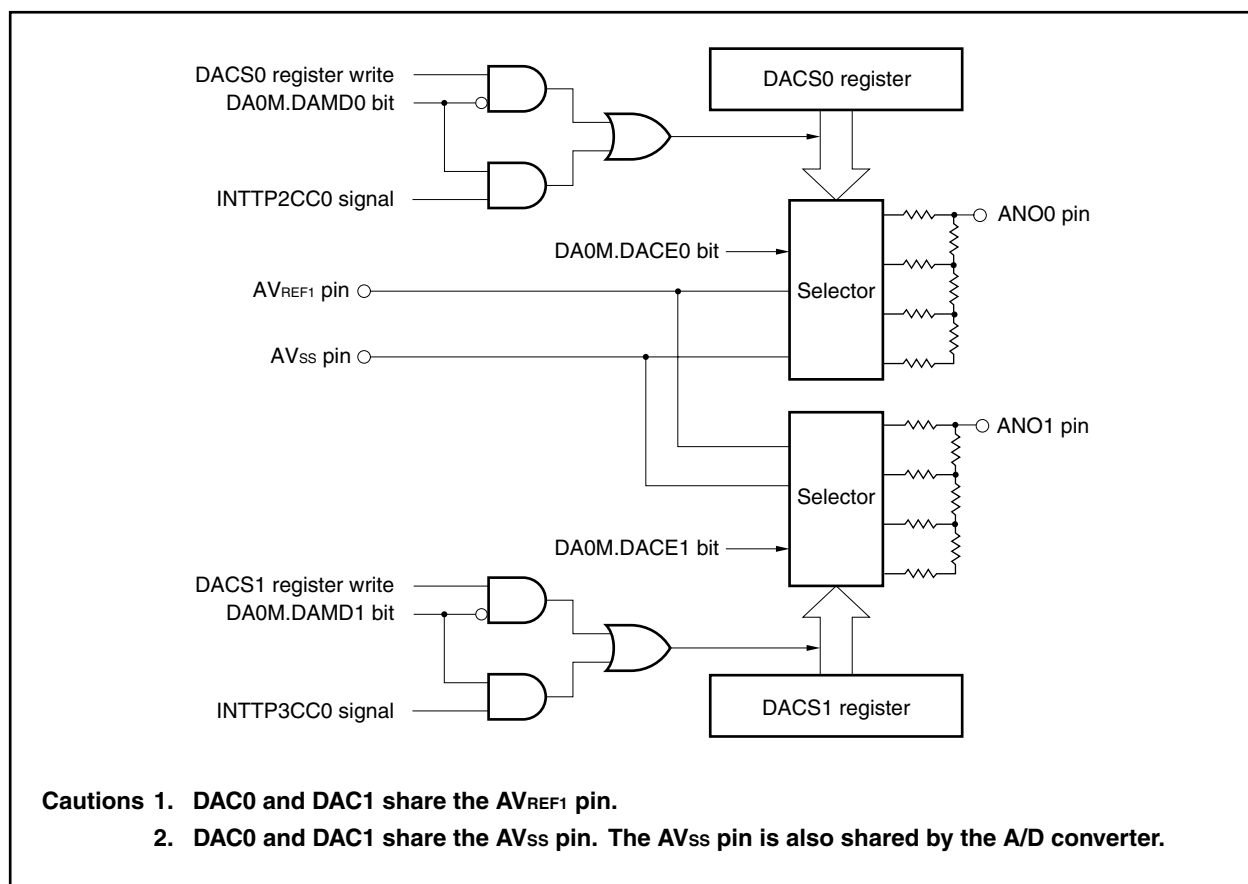 DACS0 register write
DA0M.DAMD0 bit
INTTP2CC0 signal
DACS0 register
DA0M.DACE0 bit
Selector
ANO0 pin
AVREF1 pin
AVSS pin
Selector
ANO1 pin
DA0M.DACE1 bit
DACS1 register write
DA0M.DAMD1 bit
INTTP3CC0 signal
DACS1 register
Cautions 1. DAC0 and DAC1 share the AVREF1 pin.
2. DAC0 and DAC1 share the AVSS pin. The AVSS pin is also shared by the A/D converter.